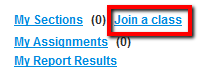 My Sections (0) Join a class
My Assignments (0)
My Report Results